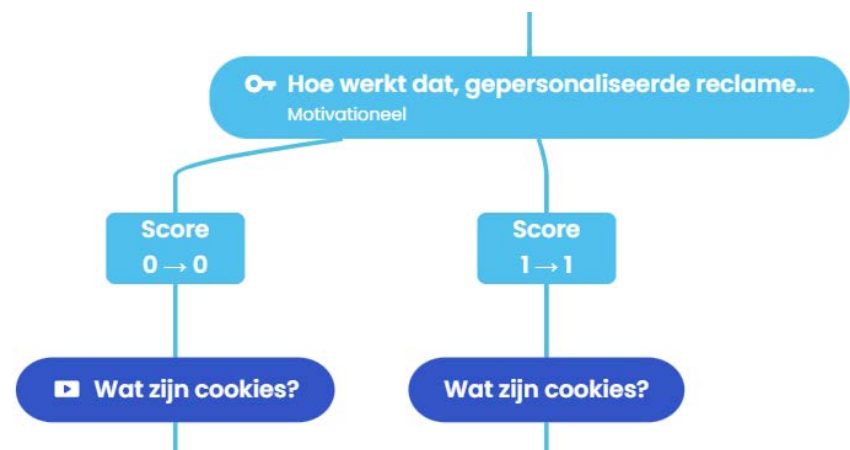 Hoe werkt dat, gepersonaliseerde reclame...
Motivationeel
Score
0 → 0
Score
1 → 1
Wat zijn cookies?
Wat zijn cookies?